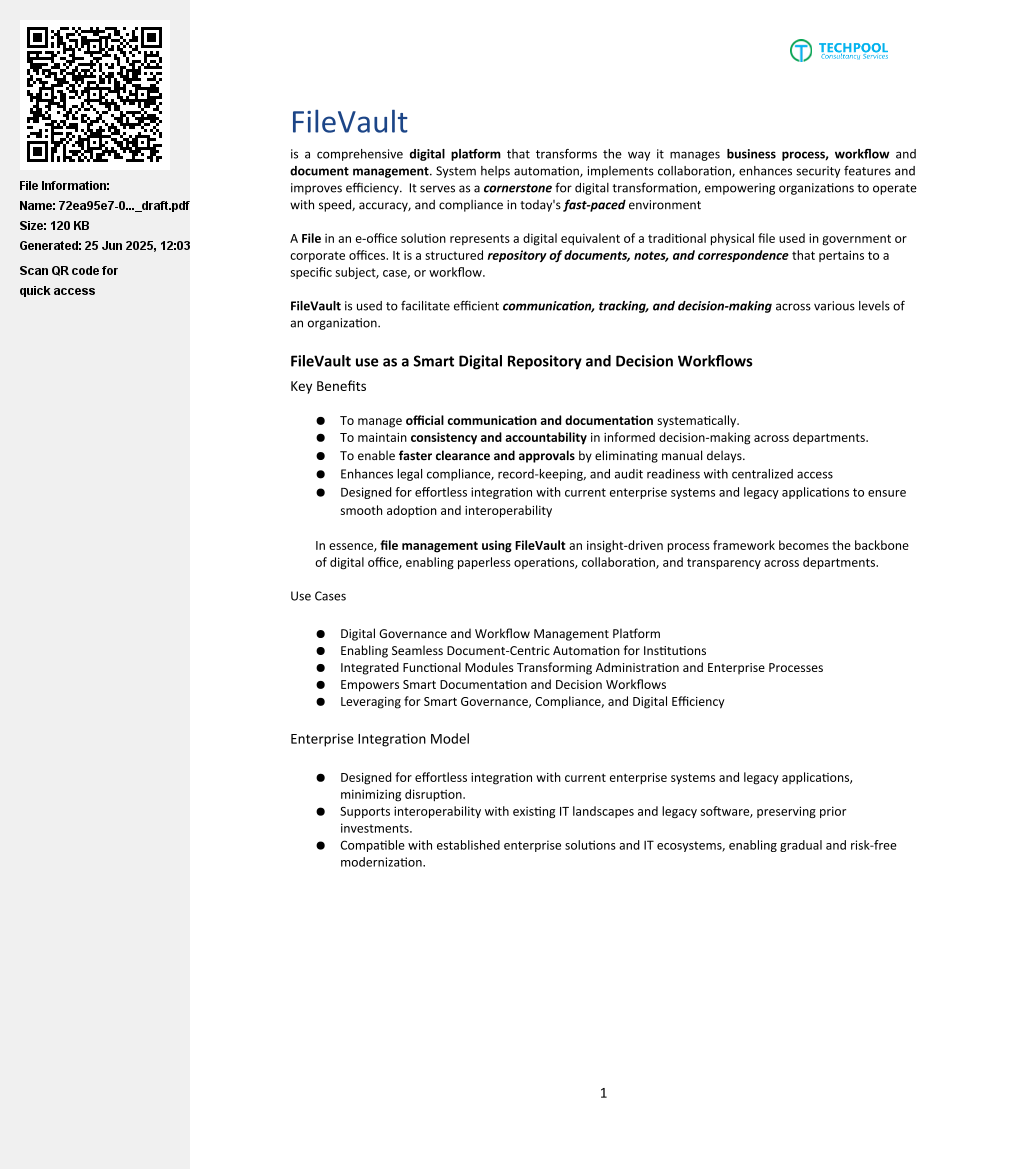 File Information:
Name: 72ea95e7-0..._draft.pdf
Size: 120 KB
Generated: 25 Jun 2025, 12:03
Scan QR code for
quick access
TECHPOOL
Consultancy Services
FileVault
is a comprehensive digital platform that transforms the way it manages business process, workflow and
document management. System helps automation, implements collaboration, enhances security features and
improves efficiency.  It serves as a cornerstone for digital transformation, empowering organizations to operate
with speed, accuracy, and compliance in today's fast-paced environment
A File in an e-office solution represents a digital equivalent of a traditional physical file used in government or
corporate offices. It is a structured repository of documents, notes, and correspondence that pertains to a
specific subject, case, or workflow.
FileVault is used to facilitate efficient communication, tracking, and decision-making across various levels of
an organization.
FileVault use as a Smart Digital Repository and Decision Workflows
Key Benefits
● To manage official communication and documentation systematically.
● To maintain consistency and accountability in informed decision-making across departments.
● To enable faster clearance and approvals by eliminating manual delays.
● Enhances legal compliance, record-keeping, and audit readiness with centralized access
● Designed for effortless integration with current enterprise systems and legacy applications to ensure
smooth adoption and interoperability
In essence, file management using FileVault an insight-driven process framework becomes the backbone
of digital office, enabling paperless operations, collaboration, and transparency across departments.
Use Cases
● Digital Governance and Workflow Management Platform
● Enabling Seamless Document-Centric Automation for Institutions
● Integrated Functional Modules Transforming Administration and Enterprise Processes
● Empowers Smart Documentation and Decision Workflows
● Leveraging for Smart Governance, Compliance, and Digital Efficiency
Enterprise Integration Model
● Designed for effortless integration with current enterprise systems and legacy applications,
minimizing disruption.
● Supports interoperability with existing IT landscapes and legacy software, preserving prior
investments.
● Compatible with established enterprise solutions and IT ecosystems, enabling gradual and risk-free
modernization.
1